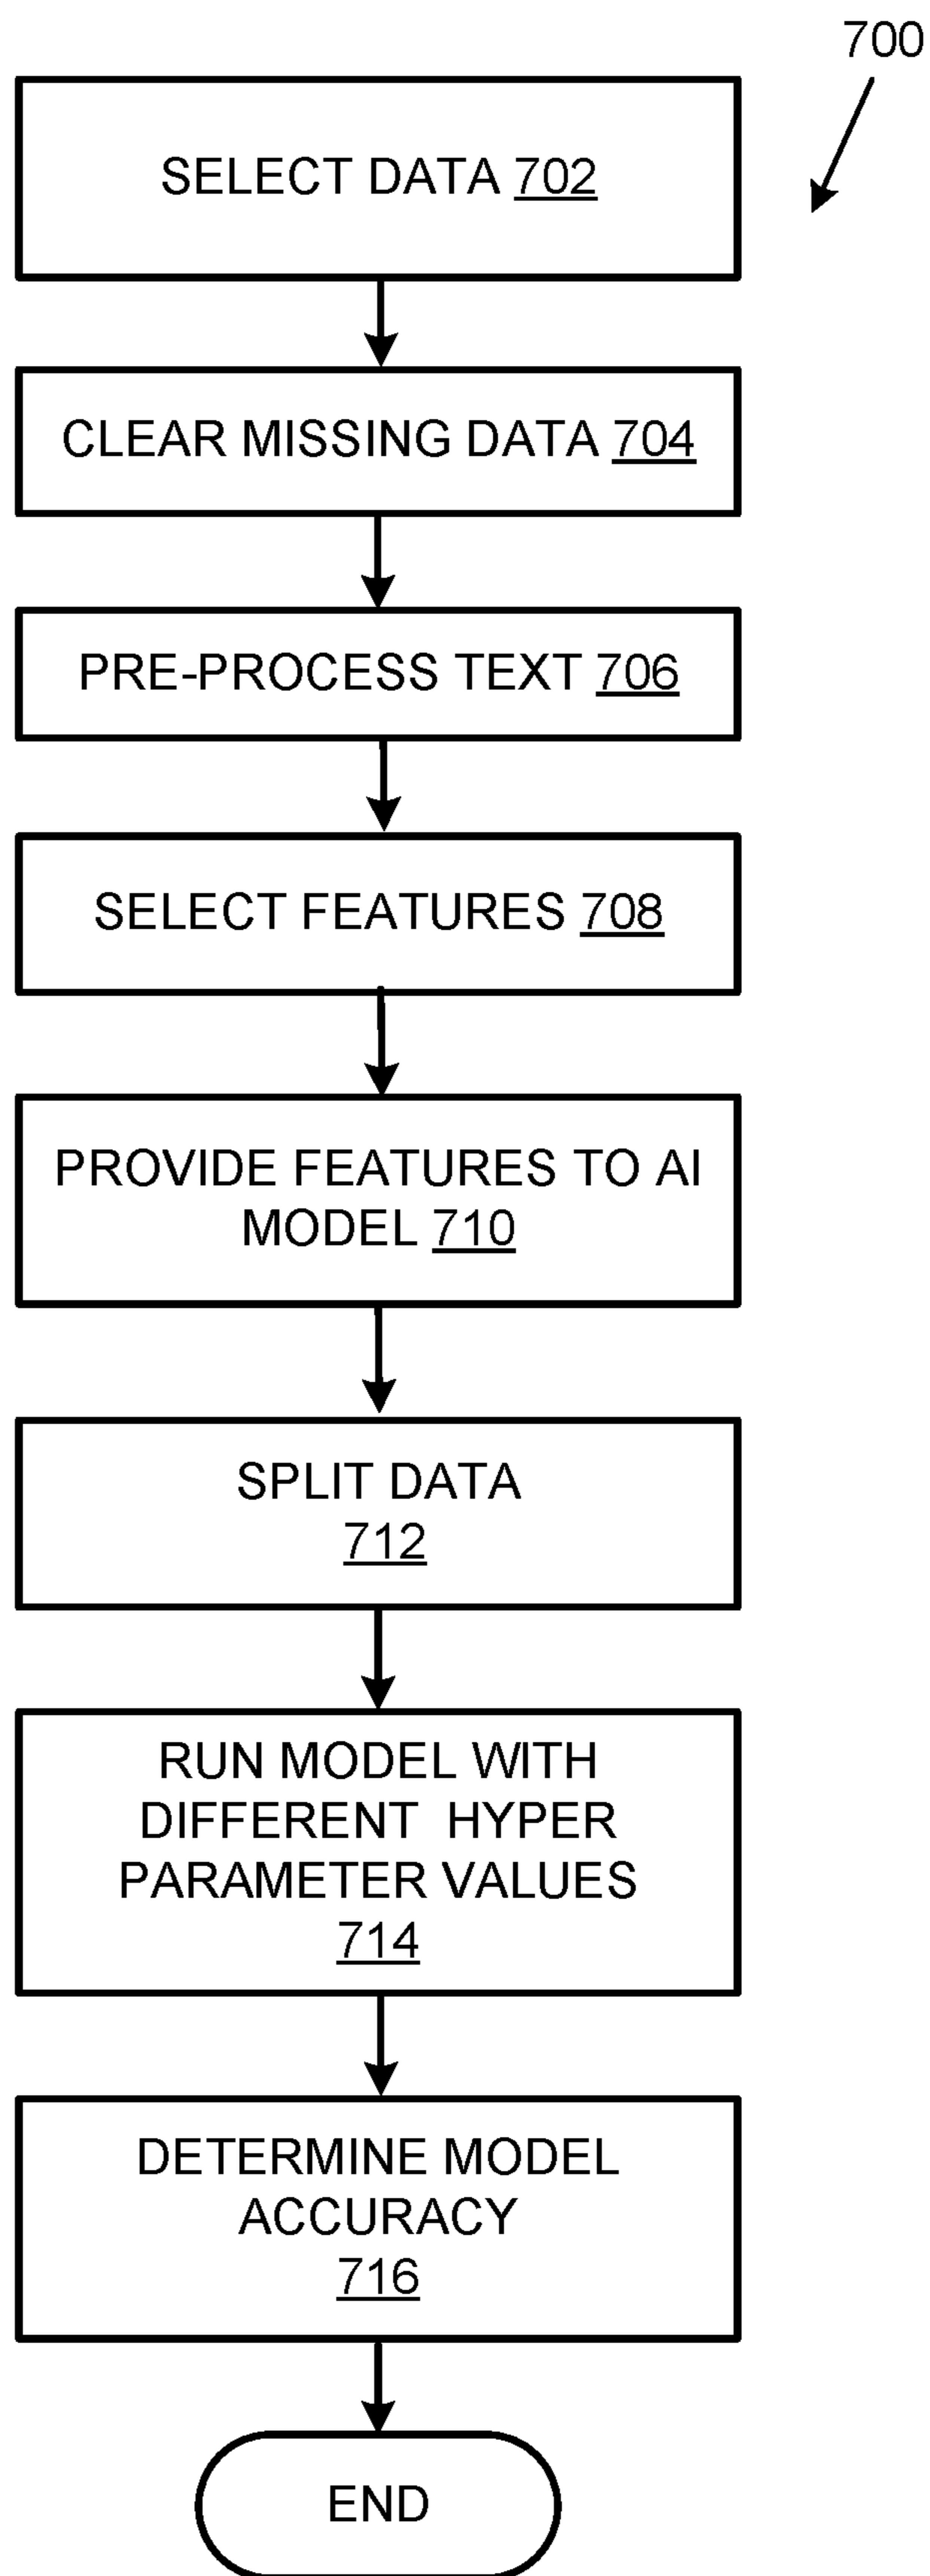 700
SELECT DATA 702
CLEAR MISSING DATA 704
PRE-PROCESS TEXT 706
SELECT FEATURES 708
PROVIDE FEATURES TO AI
MODEL 710
SPLIT DATA
712
RUN MODEL WITH
DIFFERENT HYPER
PARAMETER VALUES
714
DETERMINE MODEL
ACCURACY
716
END